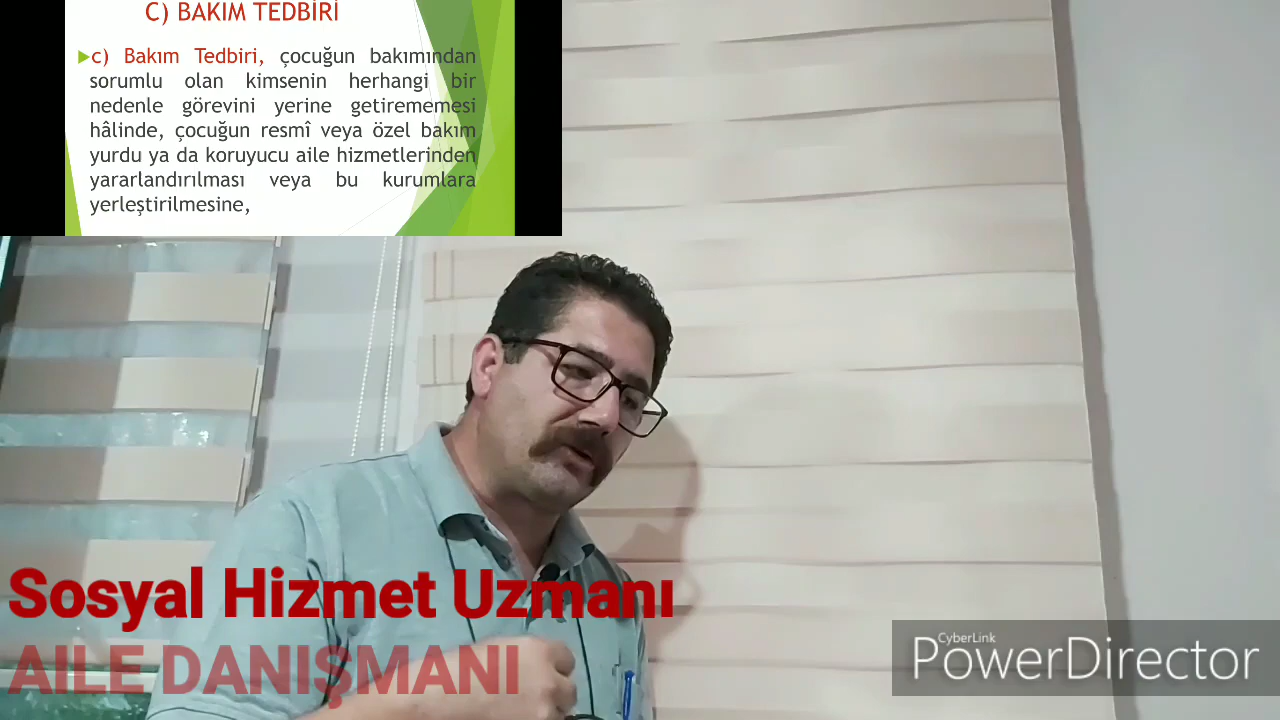 C) BAKIM TEDBİRİ
c) Bakım Tedbiri, çocuğun bakımından
sorumlu olan kimsenin herhangi bir
nedenle görevini yerine getirememesi
hâlinde, çocuğun resmî veya özel bakım
yurdu ya da koruyucu aile hizmetlerinden
yararlandırılması veya bu kurumlara
yerleştirilmesine,
Sosyal Hizmet Uzmanı
AILE DANIŞMANI
CyberLink
PowerDirector